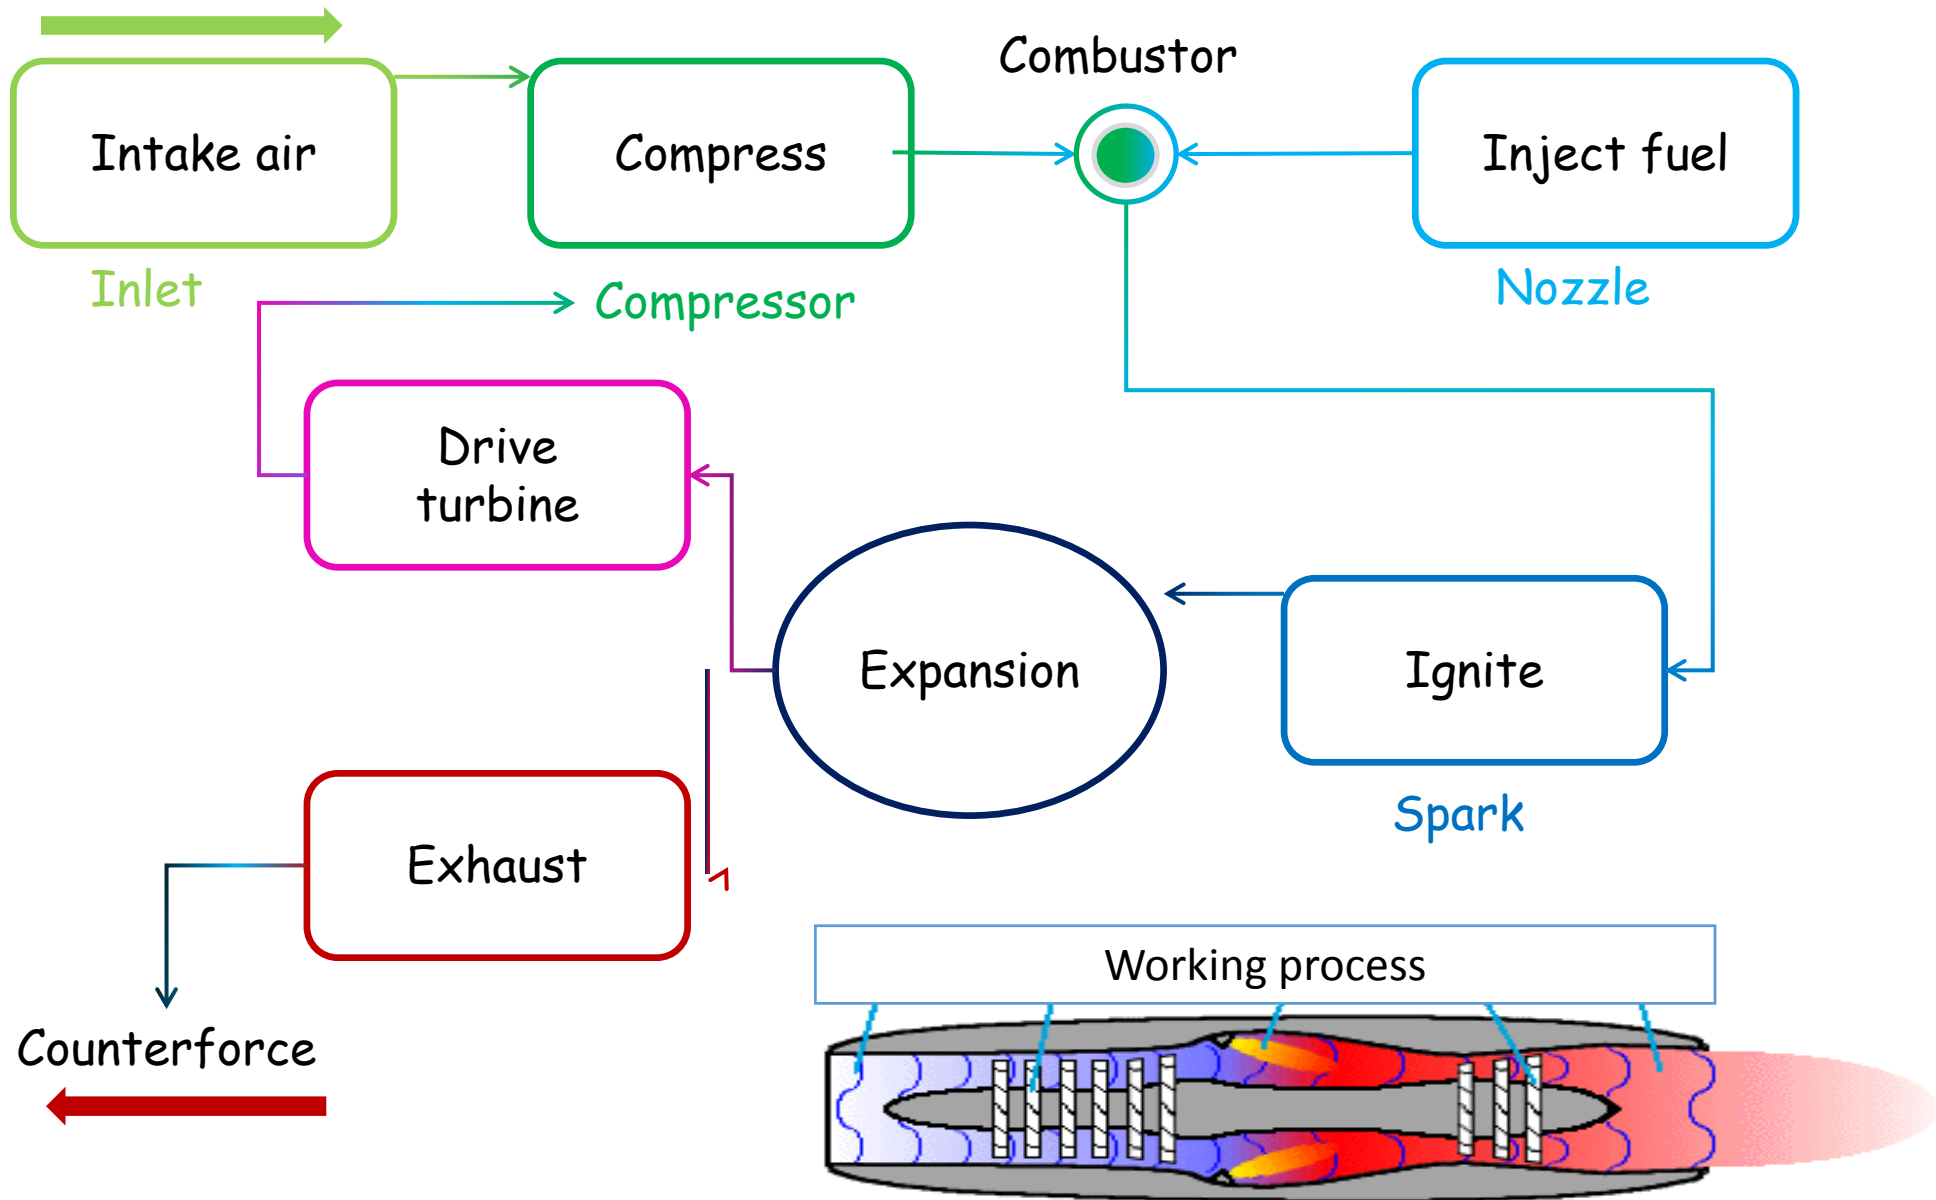 Combustor
Intake air
Compress
Inject fuel
Inlet
Compressor
Nozzle
Drive
turbine
Expansion
Ignite
Spark
Exhaust
Working process
Counterforce